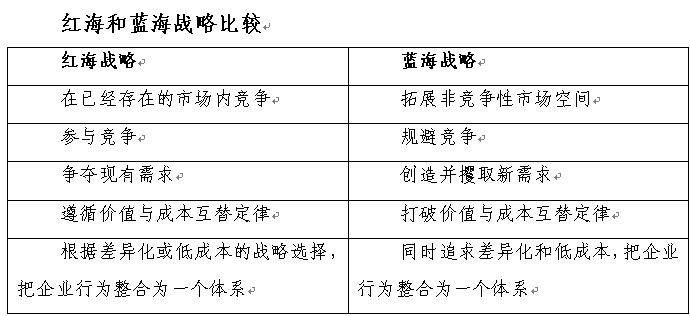 红海和蓝海战略比较
红海战略 蓝海战略
在已经存在的市场内竞争 拓展非竞争性市场空间
参与竞争 规避竞争
争夺现有需求 创造并攫取新需求
遵循价值与成本互替定律 打破价值与成本互替定律
根据差异化或低成本的战略选择， 同时追求差异化和低成本，把企业
把企业行为整合为一个体系 行为整合为一个体系